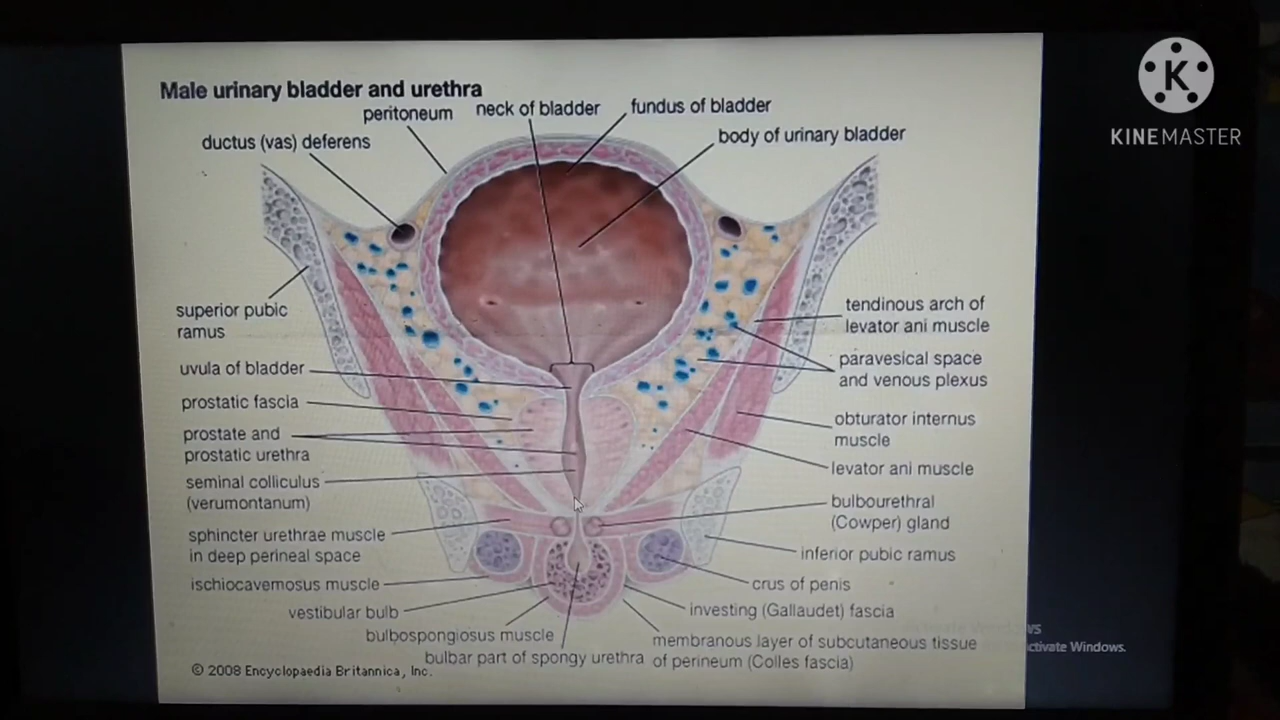 Male urinary bladder and urethra
peritoneum
neck of bladder
fundus of bladder
ductus (vas) deferens
body of urinary bladder
superior pubic
ramus
uvula of bladder
prostatic fascia
prostate and
prostatic urethra
seminal colliculus
(verumontanum)
sphincter urethrae muscle
in deep perineal space
ischiocavernosus muscle
vestibular bulb
bulbospongiosus muscle
bulbar part of spongy urethra
tendinous arch of
levator ani muscle
paravesical space
and venous plexus
obturator internus
muscle
levator ani muscle
bulbourethral
(Cowper) gland
inferior pubic ramus
crus of penis
investing (Gallaudet) fascia
membranous layer of subcutaneous tissue
of perineum (Colles fascia)
© 2008 Encyclopaedia Britannica, Inc.
K
KINEMASTER
ctivate Windows.